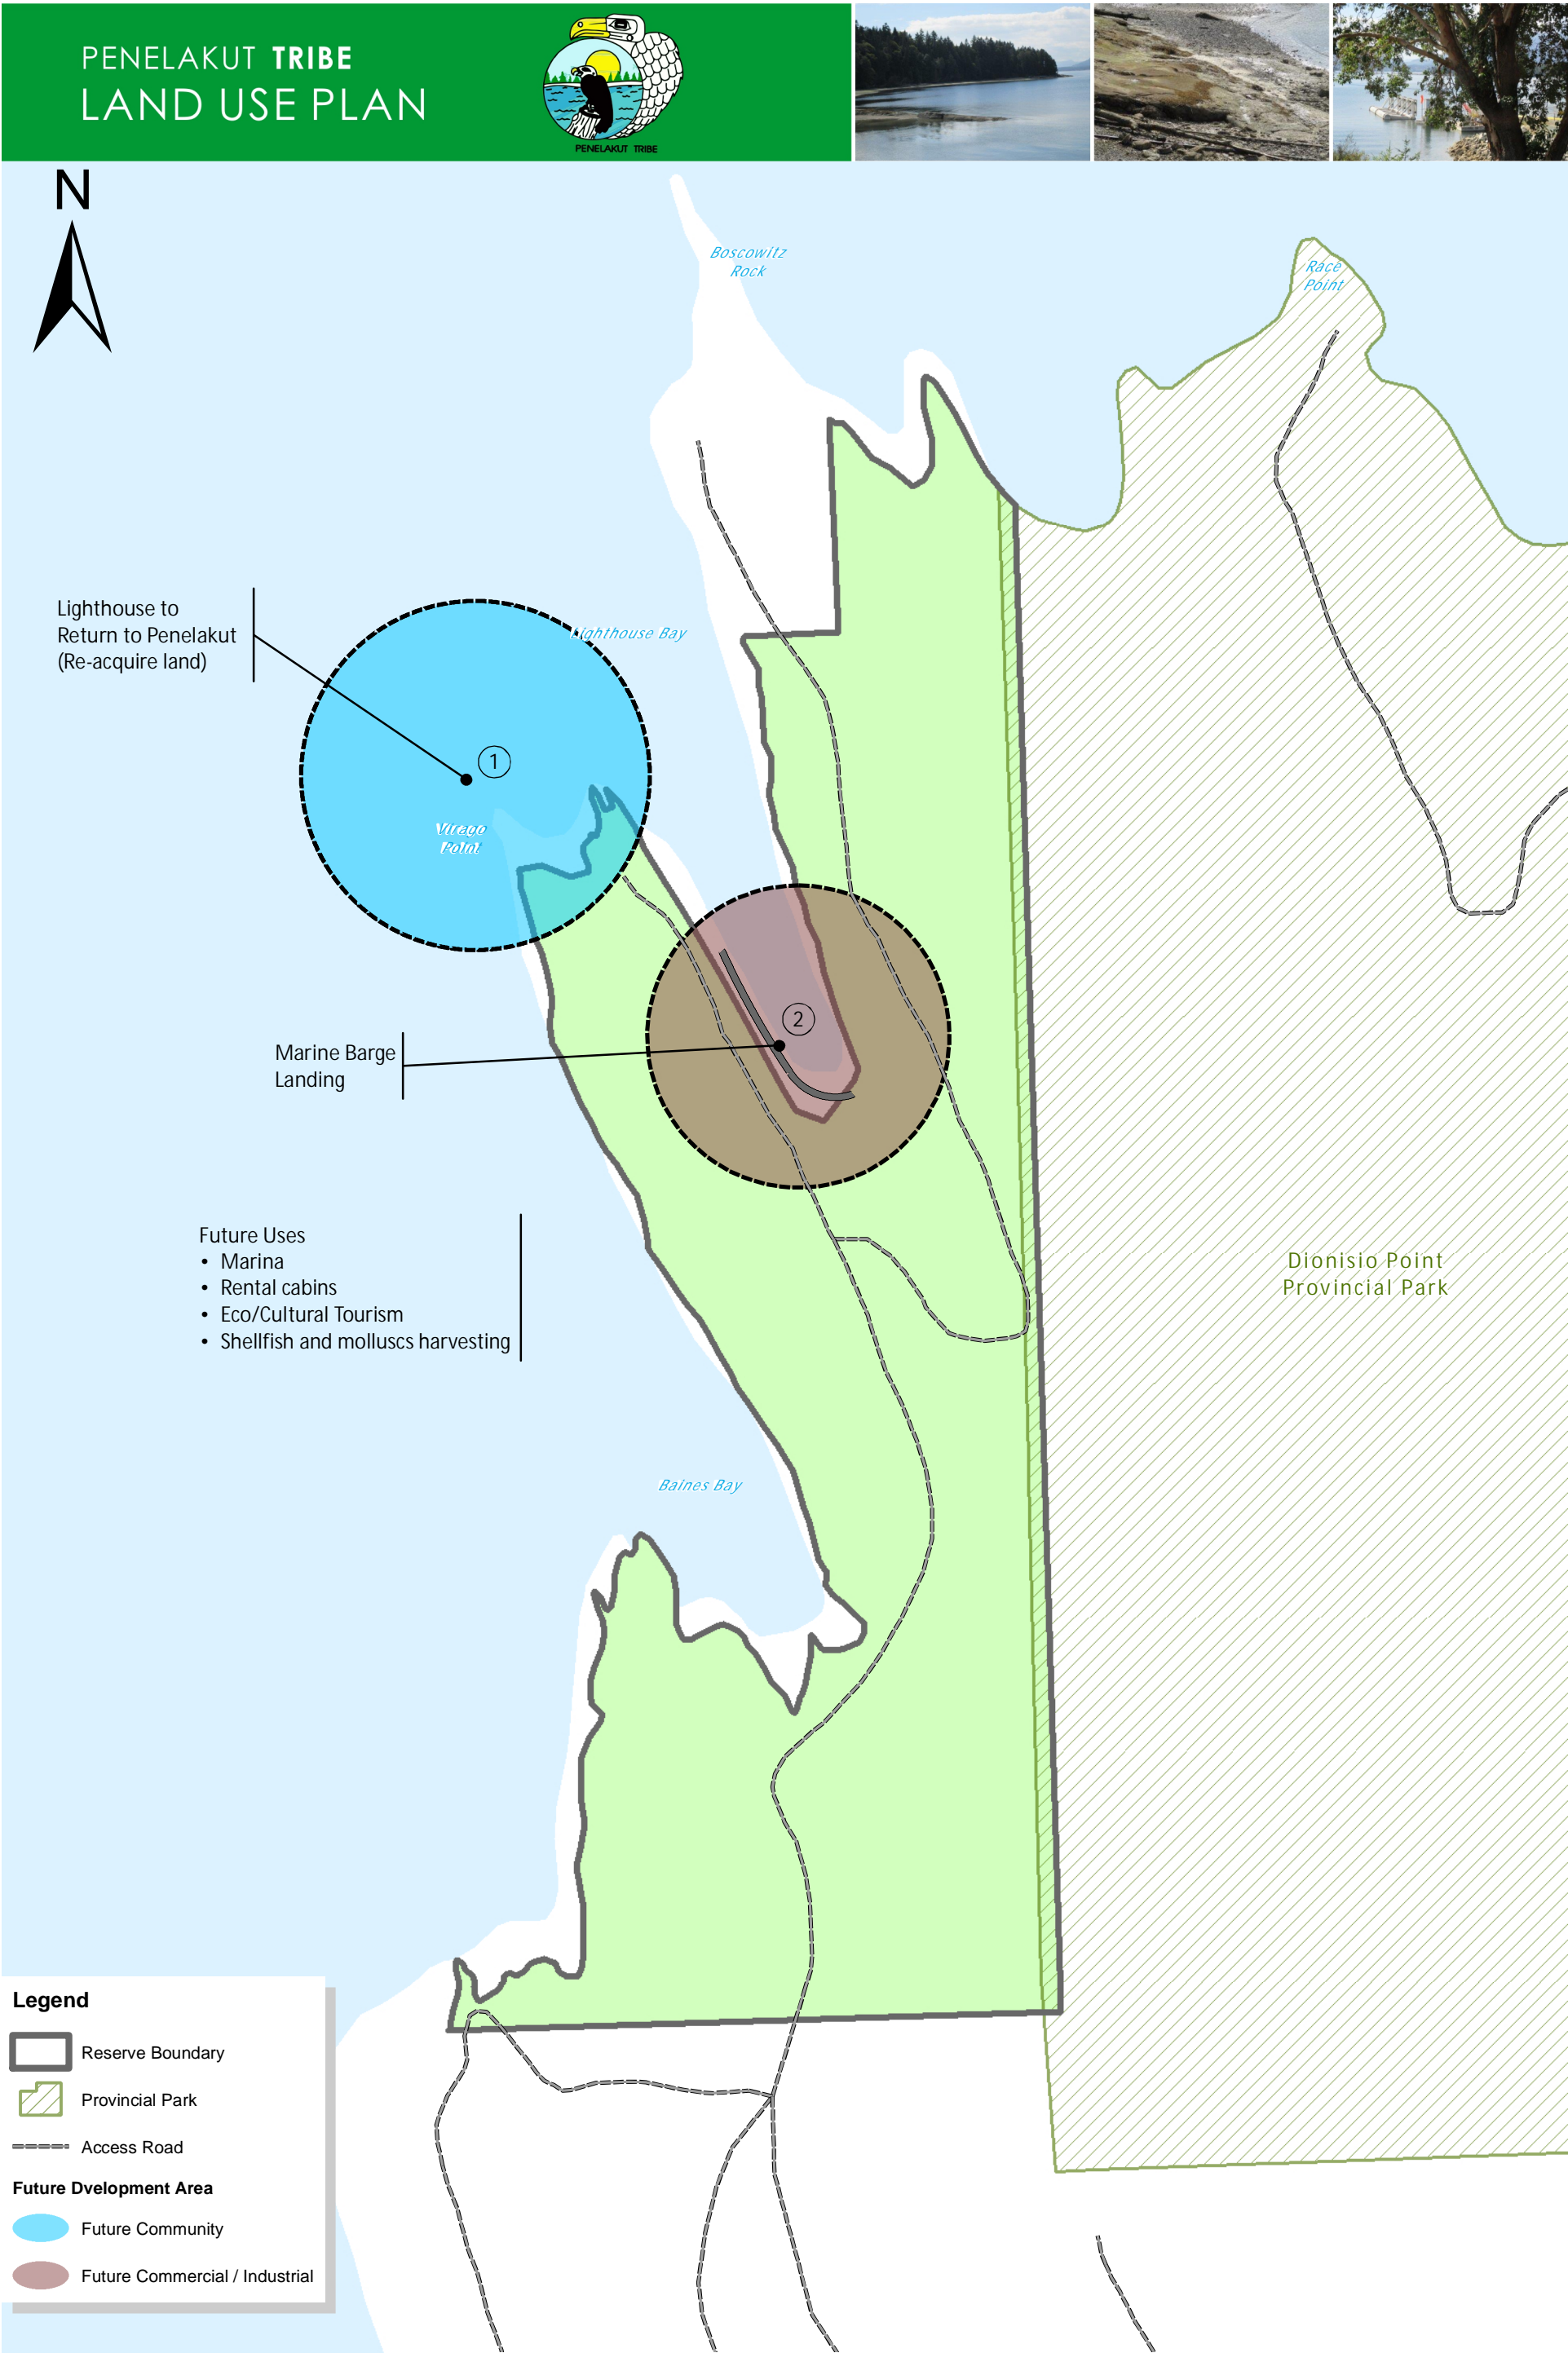 PENELAKUT TRIBE
LAND USE PLAN
PENELAKUT TRIBE
N
Boscowitz
Rock
Race
Point
Lighthouse to
Return to Penelakut
(Re-acquire land)
Lighthouse Bay
1
Virago
Point
2
Marine Barge
Landing
Future Uses
• Marina
• Rental cabins
• Eco/Cultural Tourism
• Shellfish and molluscs harvesting
Dionisio Point
Provincial Park
Baines Bay
Legend
Reserve Boundary
Provincial Park
Access Road
Future Dvelopment Area
Future Community
Future Commercial / Industrial